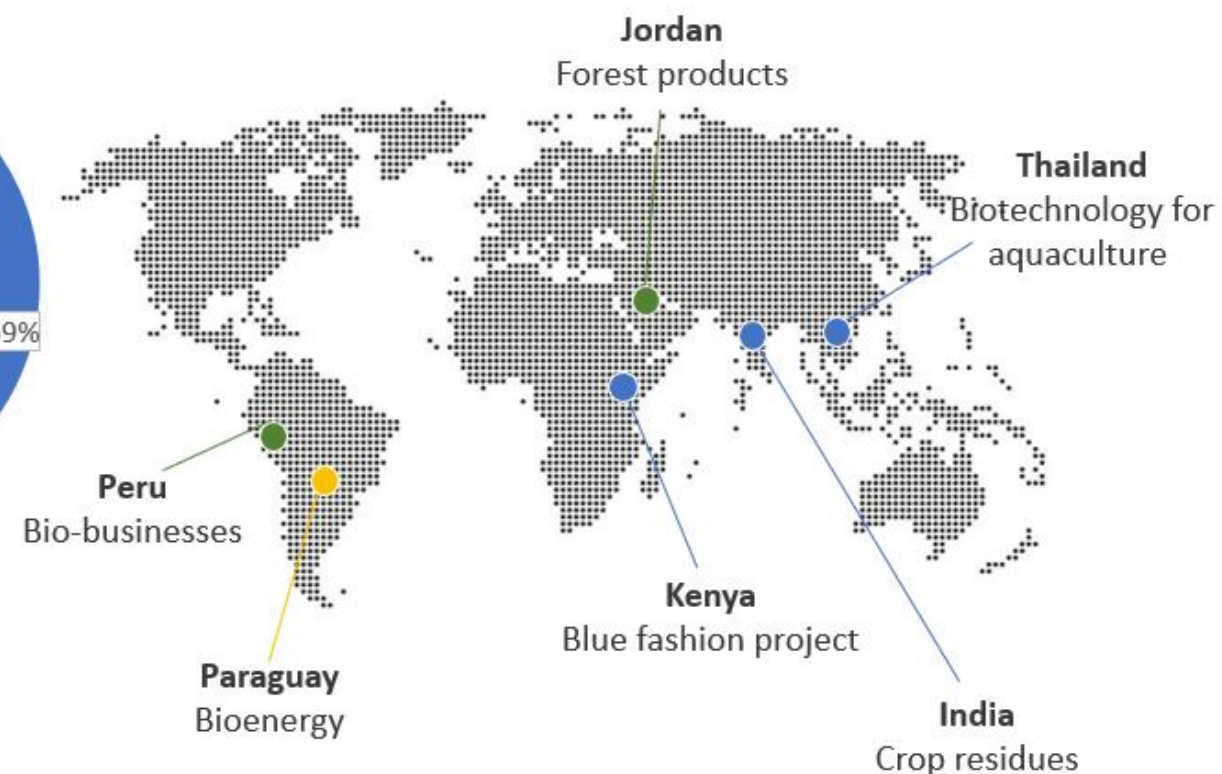 Jordan
Forest products
Thailand
Biotechnology for
aquaculture
9%
Peru
Bio-businesses
Kenya
Blue fashion project
Paraguay
Bioenergy
India
Crop residues